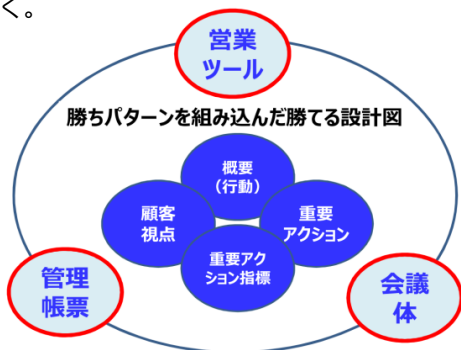 く。
営業
ツール
勝ちパターンを組み込んだ勝てる設計図
概要
（行動）
顧客
視点
重要
アクション
重要アク
ション指標
管理
帳票
会議
体